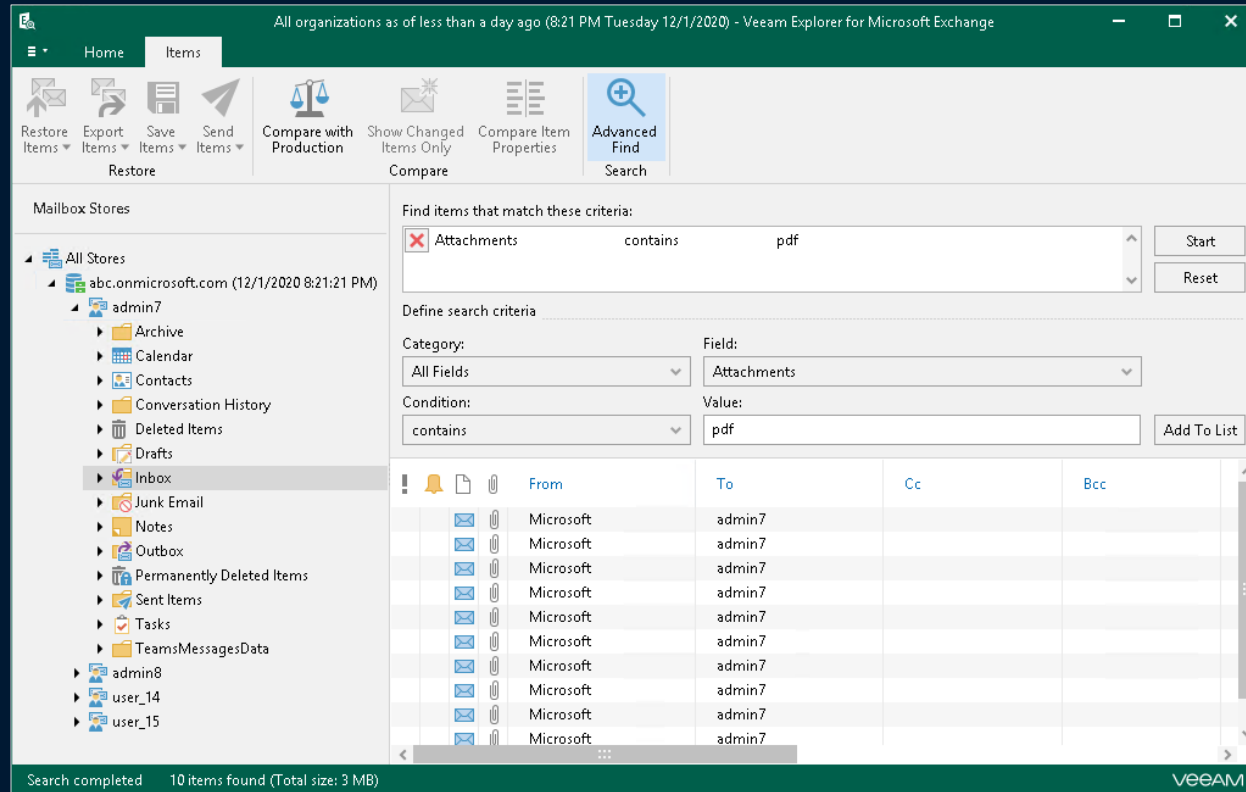 All organizations as of less than a day ago (8:21 PM Tuesday 12/1/2020) - Veeam Explorer for Microsoft Exchange
Home Items
Restore Items Export Items Save Items Send Items
Restore
Compare with Production Show Changed Items Only Compare Item Properties
Compare
Advanced Find
Search
Mailbox Stores
All Stores
abc.onmicrosoft.com (12/1/2020 8:21:21 PM)
admin7
Archive
Calendar
Contacts
Conversation History
Deleted Items
Drafts
Inbox
Junk Email
Notes
Outbox
Permanently Deleted Items
Sent Items
Tasks
TeamsMessagesData
admin8
user_14
user_15
Find items that match these criteria:
Attachments contains pdf
Start
Reset
Define search criteria
Category: Field:
All Fields Attachments
Condition: Value:
contains pdf Add To List
From To Cc Bcc
Microsoft admin7
Microsoft admin7
Microsoft admin7
Microsoft admin7
Microsoft admin7
Microsoft admin7
Microsoft admin7
Microsoft admin7
Microsoft admin7
Microsoft admin7
Search completed 10 items found (Total size: 3 MB) veeAM